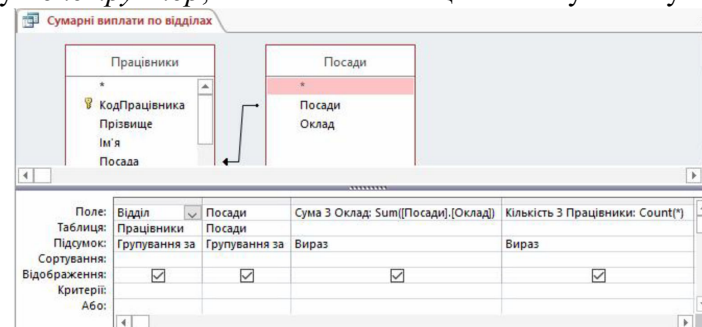 Сумарні виплати по відділах
Працівники
*
КодПрацівника
Прізвище
Ім'я
Посада
Посади
*
Посади
Оклад
Поле: Відділ Посади Сума З Оклад: Sum([Посади].[Оклад]) Кількість З Працівники: Count(*)
Таблиця: Працівники Посади
Підсумок: Групування за Групування за Вираз Вираз
Сортування:
Відображення:
Критерії:
Або: